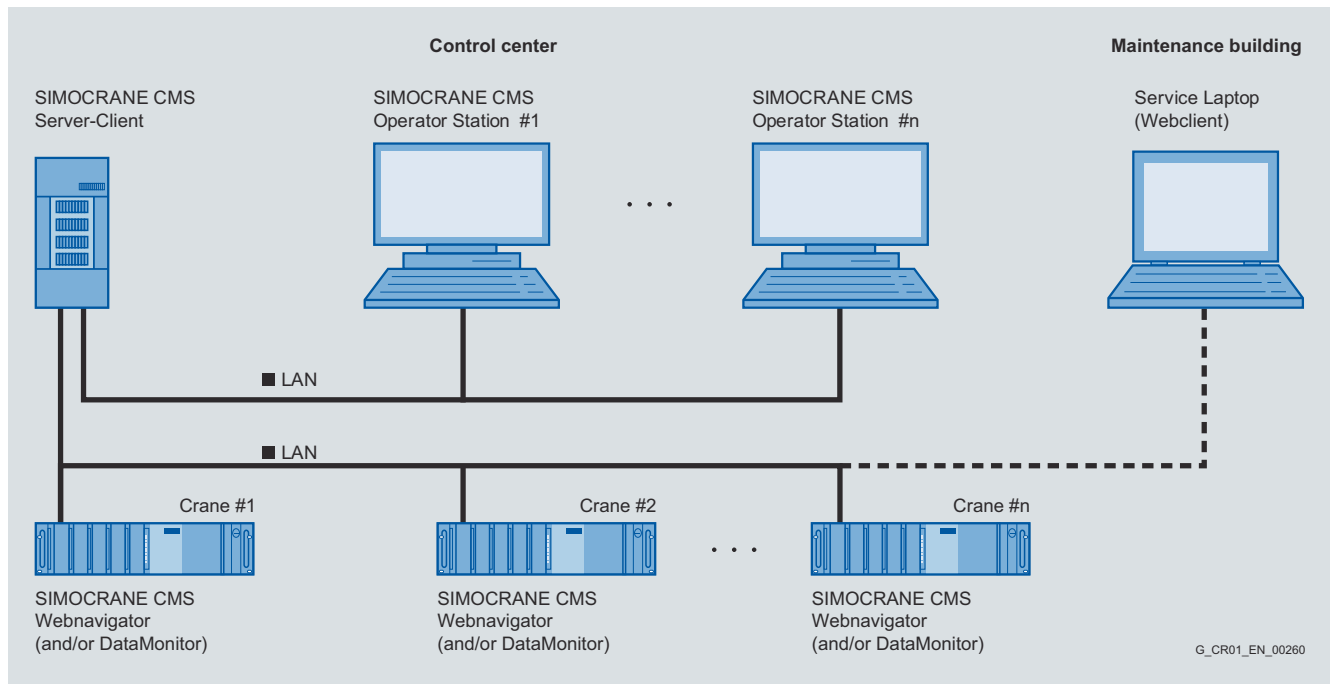 Control center
Maintenance building
SIMOCRANE CMS
Server-Client
SIMOCRANE CMS
Operator Station #1
SIMOCRANE CMS
Operator Station #n
Service Laptop
(Webclient)
. . .
LAN
LAN
Crane #1
Crane #2
Crane #n
. . .
SIMOCRANE CMS
Webnavigator
(and/or DataMonitor)
SIMOCRANE CMS
Webnavigator
(and/or DataMonitor)
SIMOCRANE CMS
Webnavigator
(and/or DataMonitor)
G_CR01_EN_00260